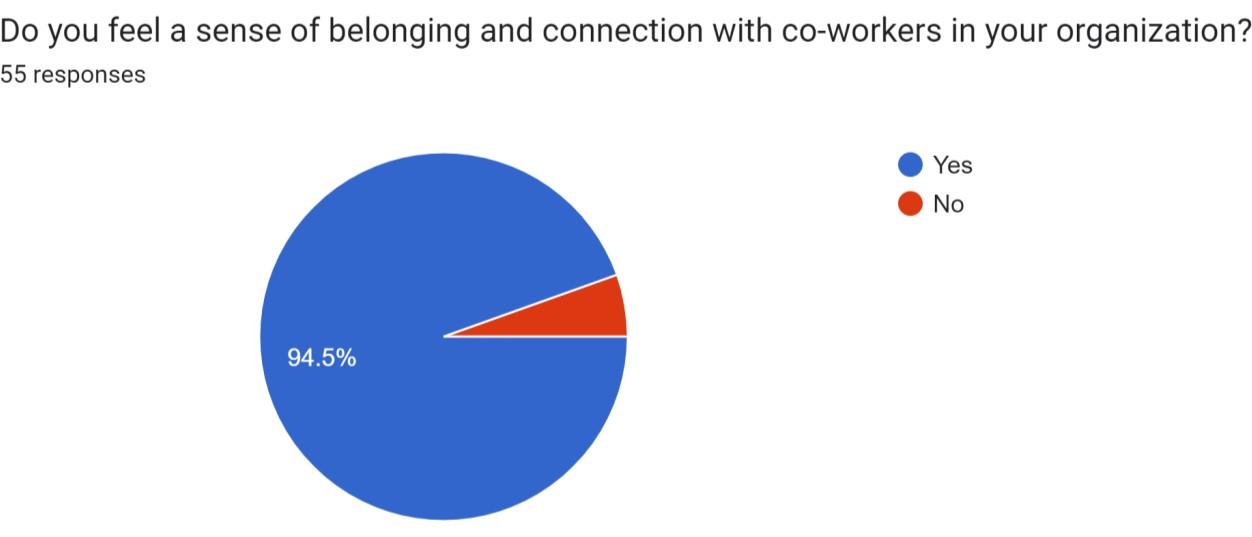 Do you feel a sense of belonging and connection with co-workers in your organization?
55 responses
Yes
No
94.5%